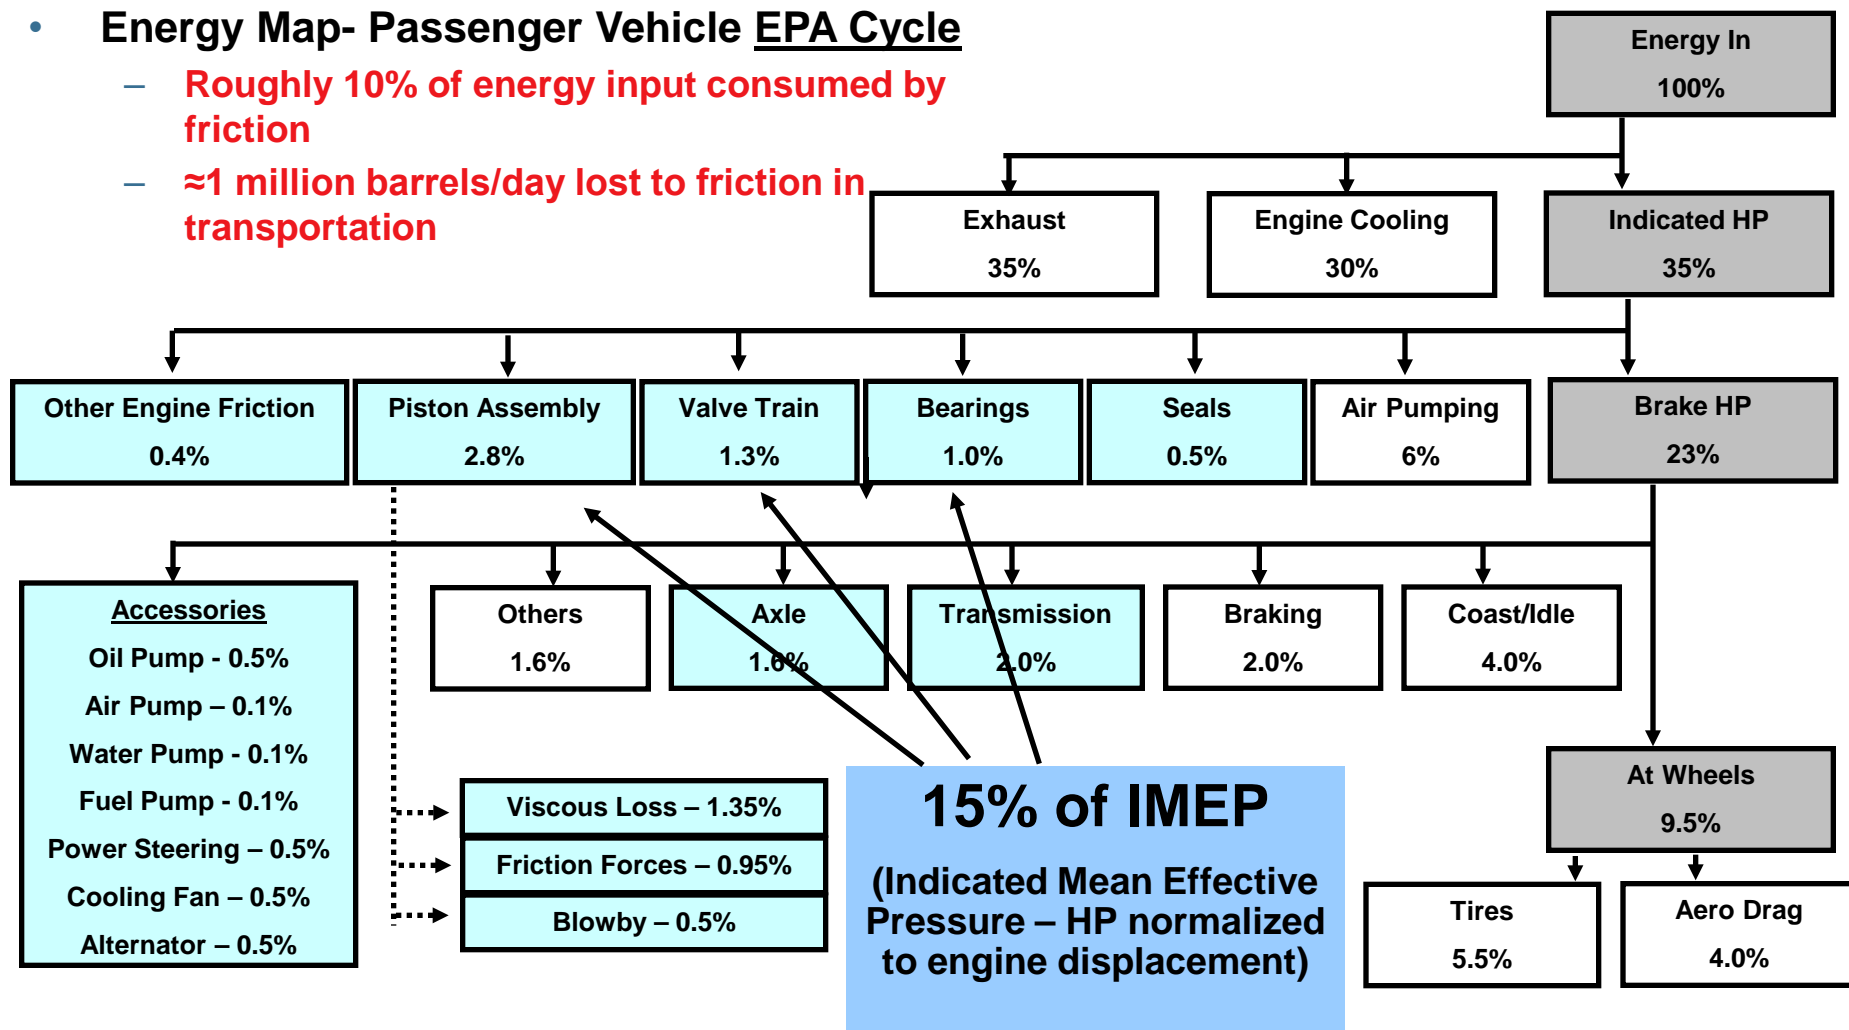 • Energy Map- Passenger Vehicle EPA Cycle
– Roughly 10% of energy input consumed by
friction
– ≈1 million barrels/day lost to friction in
transportation
Energy In
100%
Exhaust
35%
Engine Cooling
30%
Indicated HP
35%
Other Engine Friction
0.4%
Piston Assembly
2.8%
Valve Train
1.3%
Bearings
1.0%
Seals
0.5%
Air Pumping
6%
Brake HP
23%
Accessories
Oil Pump - 0.5%
Air Pump – 0.1%
Water Pump - 0.1%
Fuel Pump - 0.1%
Power Steering – 0.5%
Cooling Fan – 0.5%
Alternator – 0.5%
Others
1.6%
Axle
1.6%
Transmission
2.0%
Braking
2.0%
Coast/Idle
4.0%
Viscous Loss – 1.35%
Friction Forces – 0.95%
Blowby – 0.5%
15% of IMEP
(Indicated Mean Effective
Pressure – HP normalized
to engine displacement)
At Wheels
9.5%
Tires
5.5%
Aero Drag
4.0%